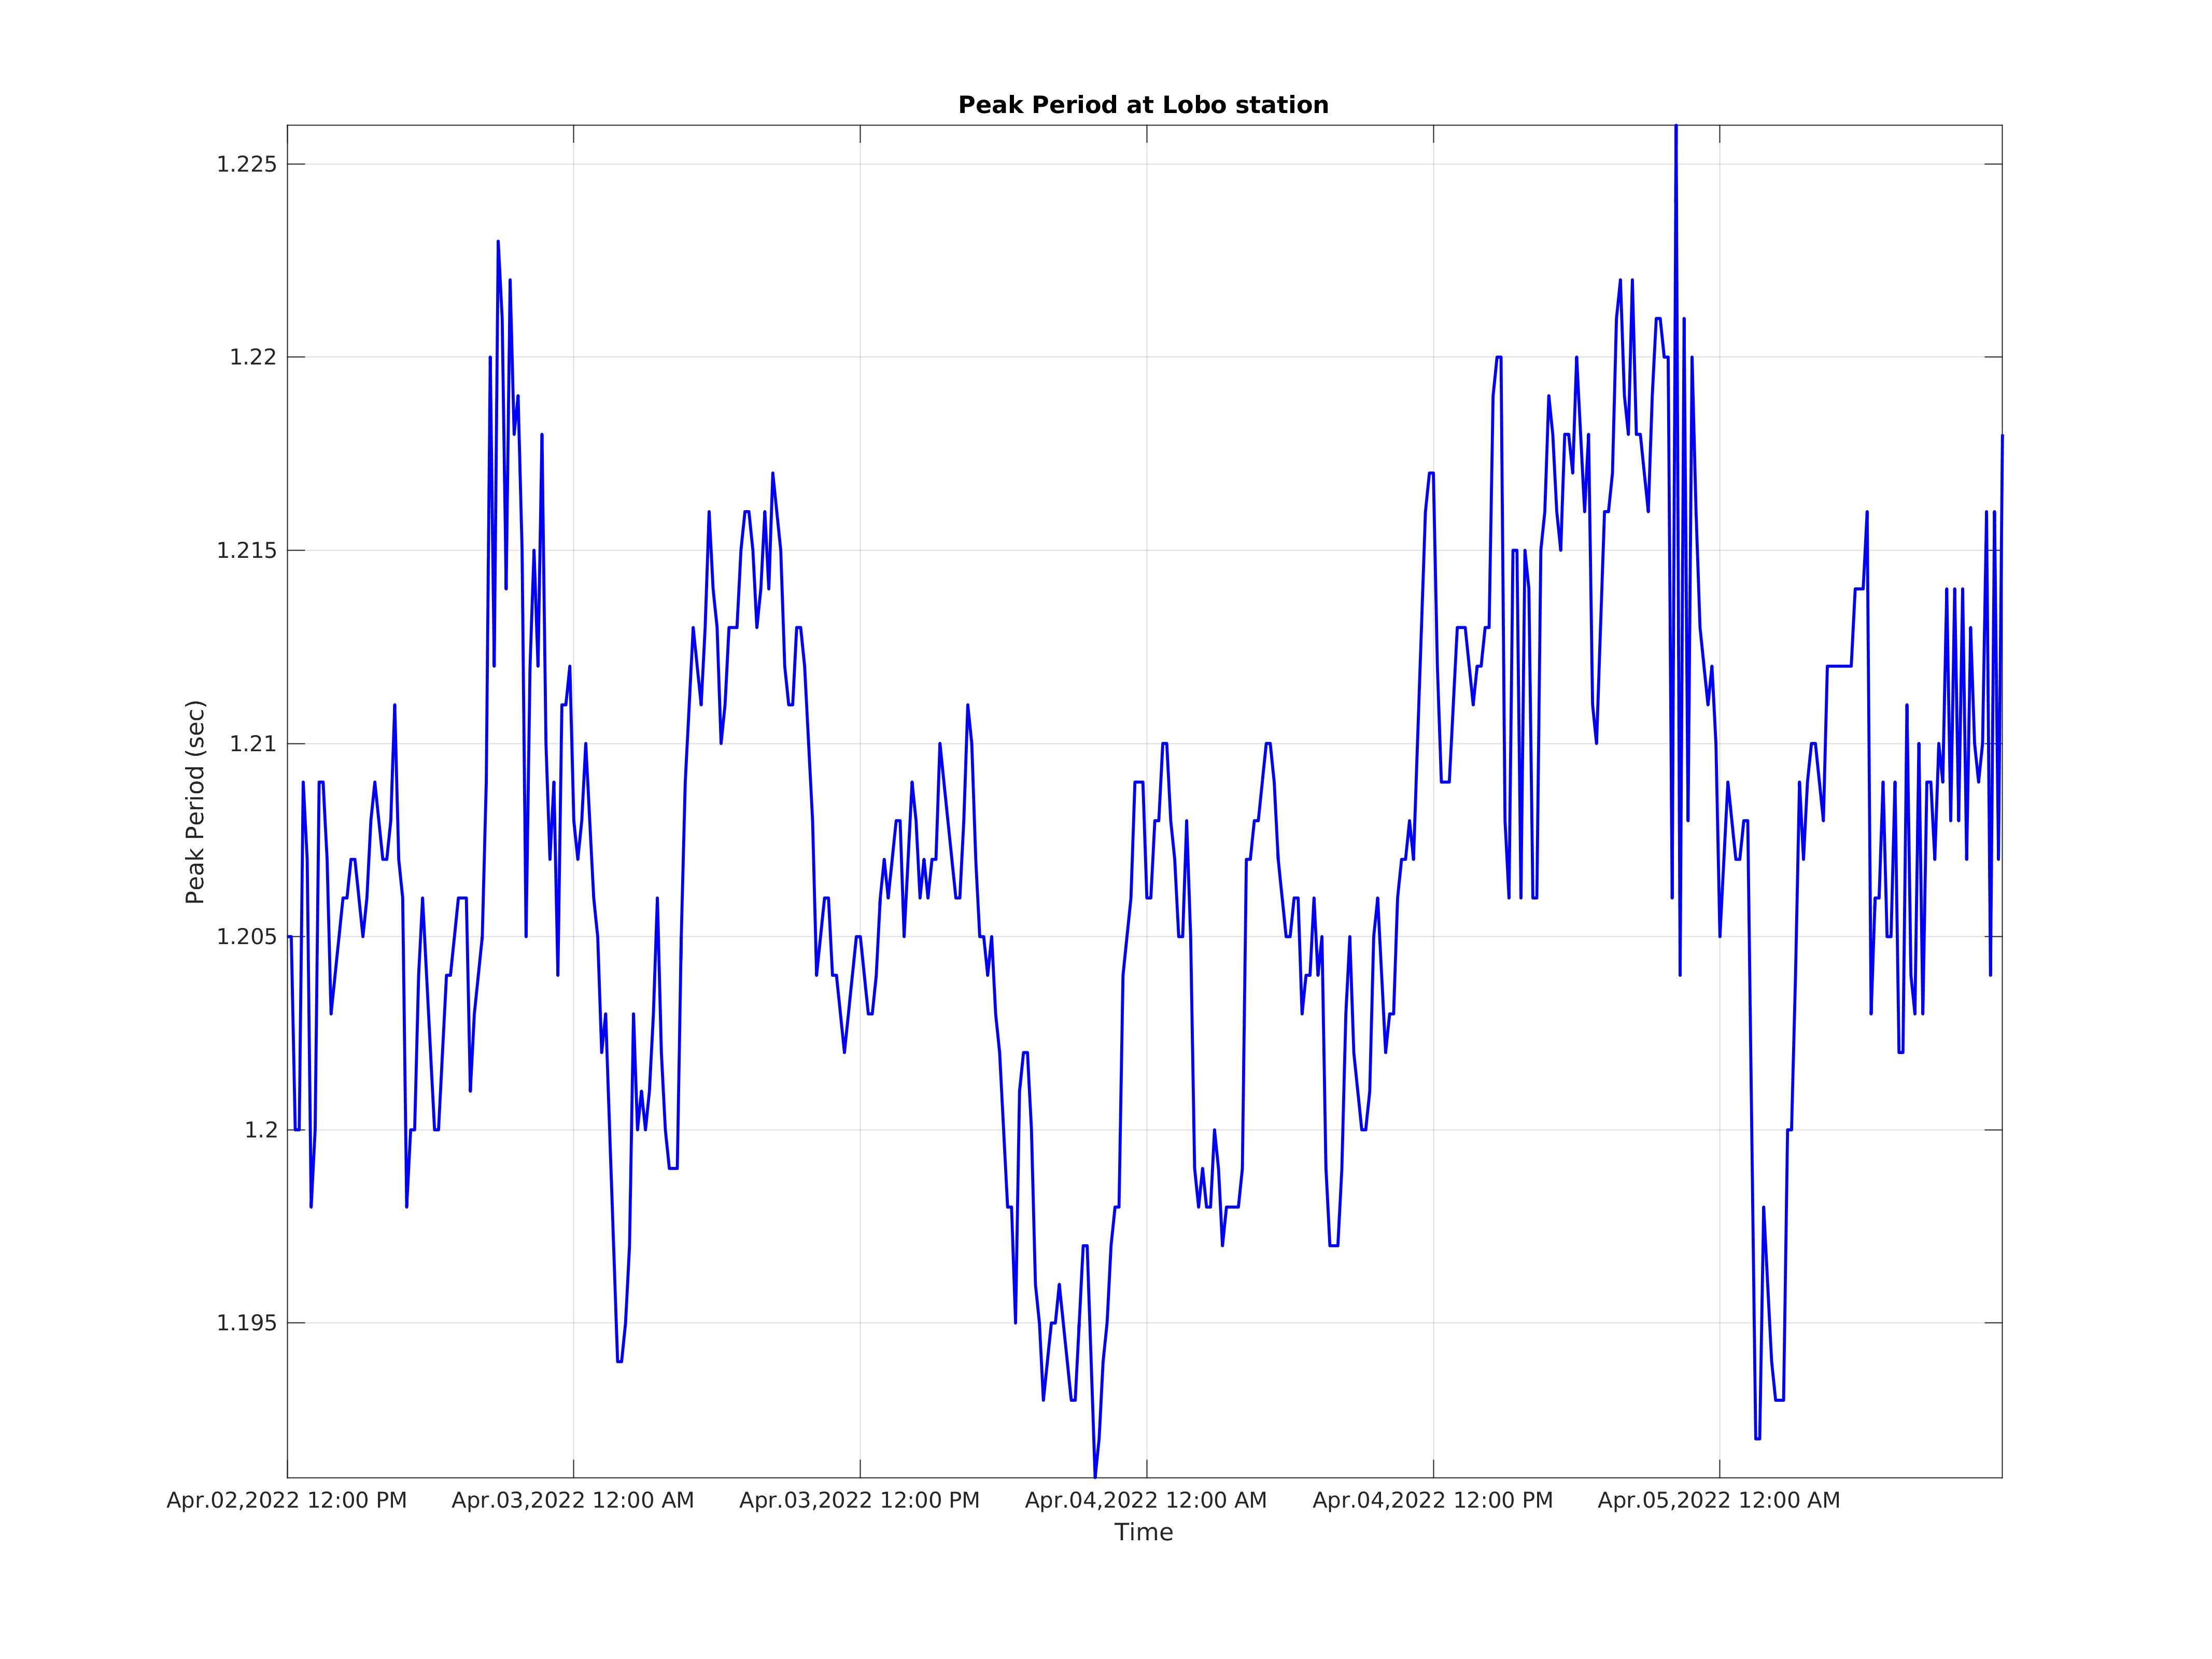 Peak Period at Lobo station
1.225
1.22
1.215
1.21
1.205
1.2
1.195
Peak Period (sec)
Apr.02,2022 12:00 PM
Apr.03,2022 12:00 AM
Apr.03,2022 12:00 PM
Apr.04,2022 12:00 AM
Apr.04,2022 12:00 PM
Apr.05,2022 12:00 AM
Time